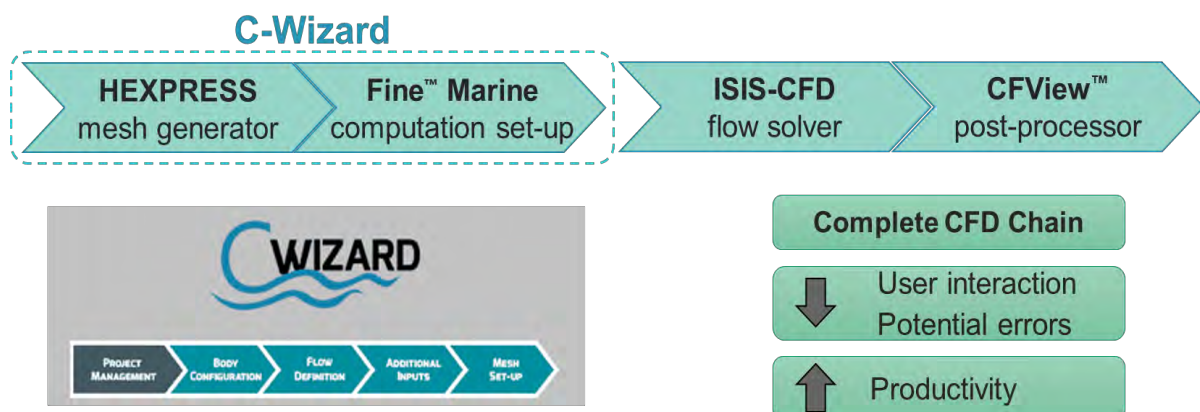 C-Wizard
HEXPRESS
mesh generator
Fine™ Marine
computation set-up
ISIS-CFD
flow solver
CFView™
post-processor
CWIZARD
PROJECT
MANAGEMENT
BODY
CONFIGURATION
FLOW
DEFINITION
ADDITIONAL
INPUTS
MESH
SET-UP
Complete CFD Chain
User interaction
Potential errors
Productivity